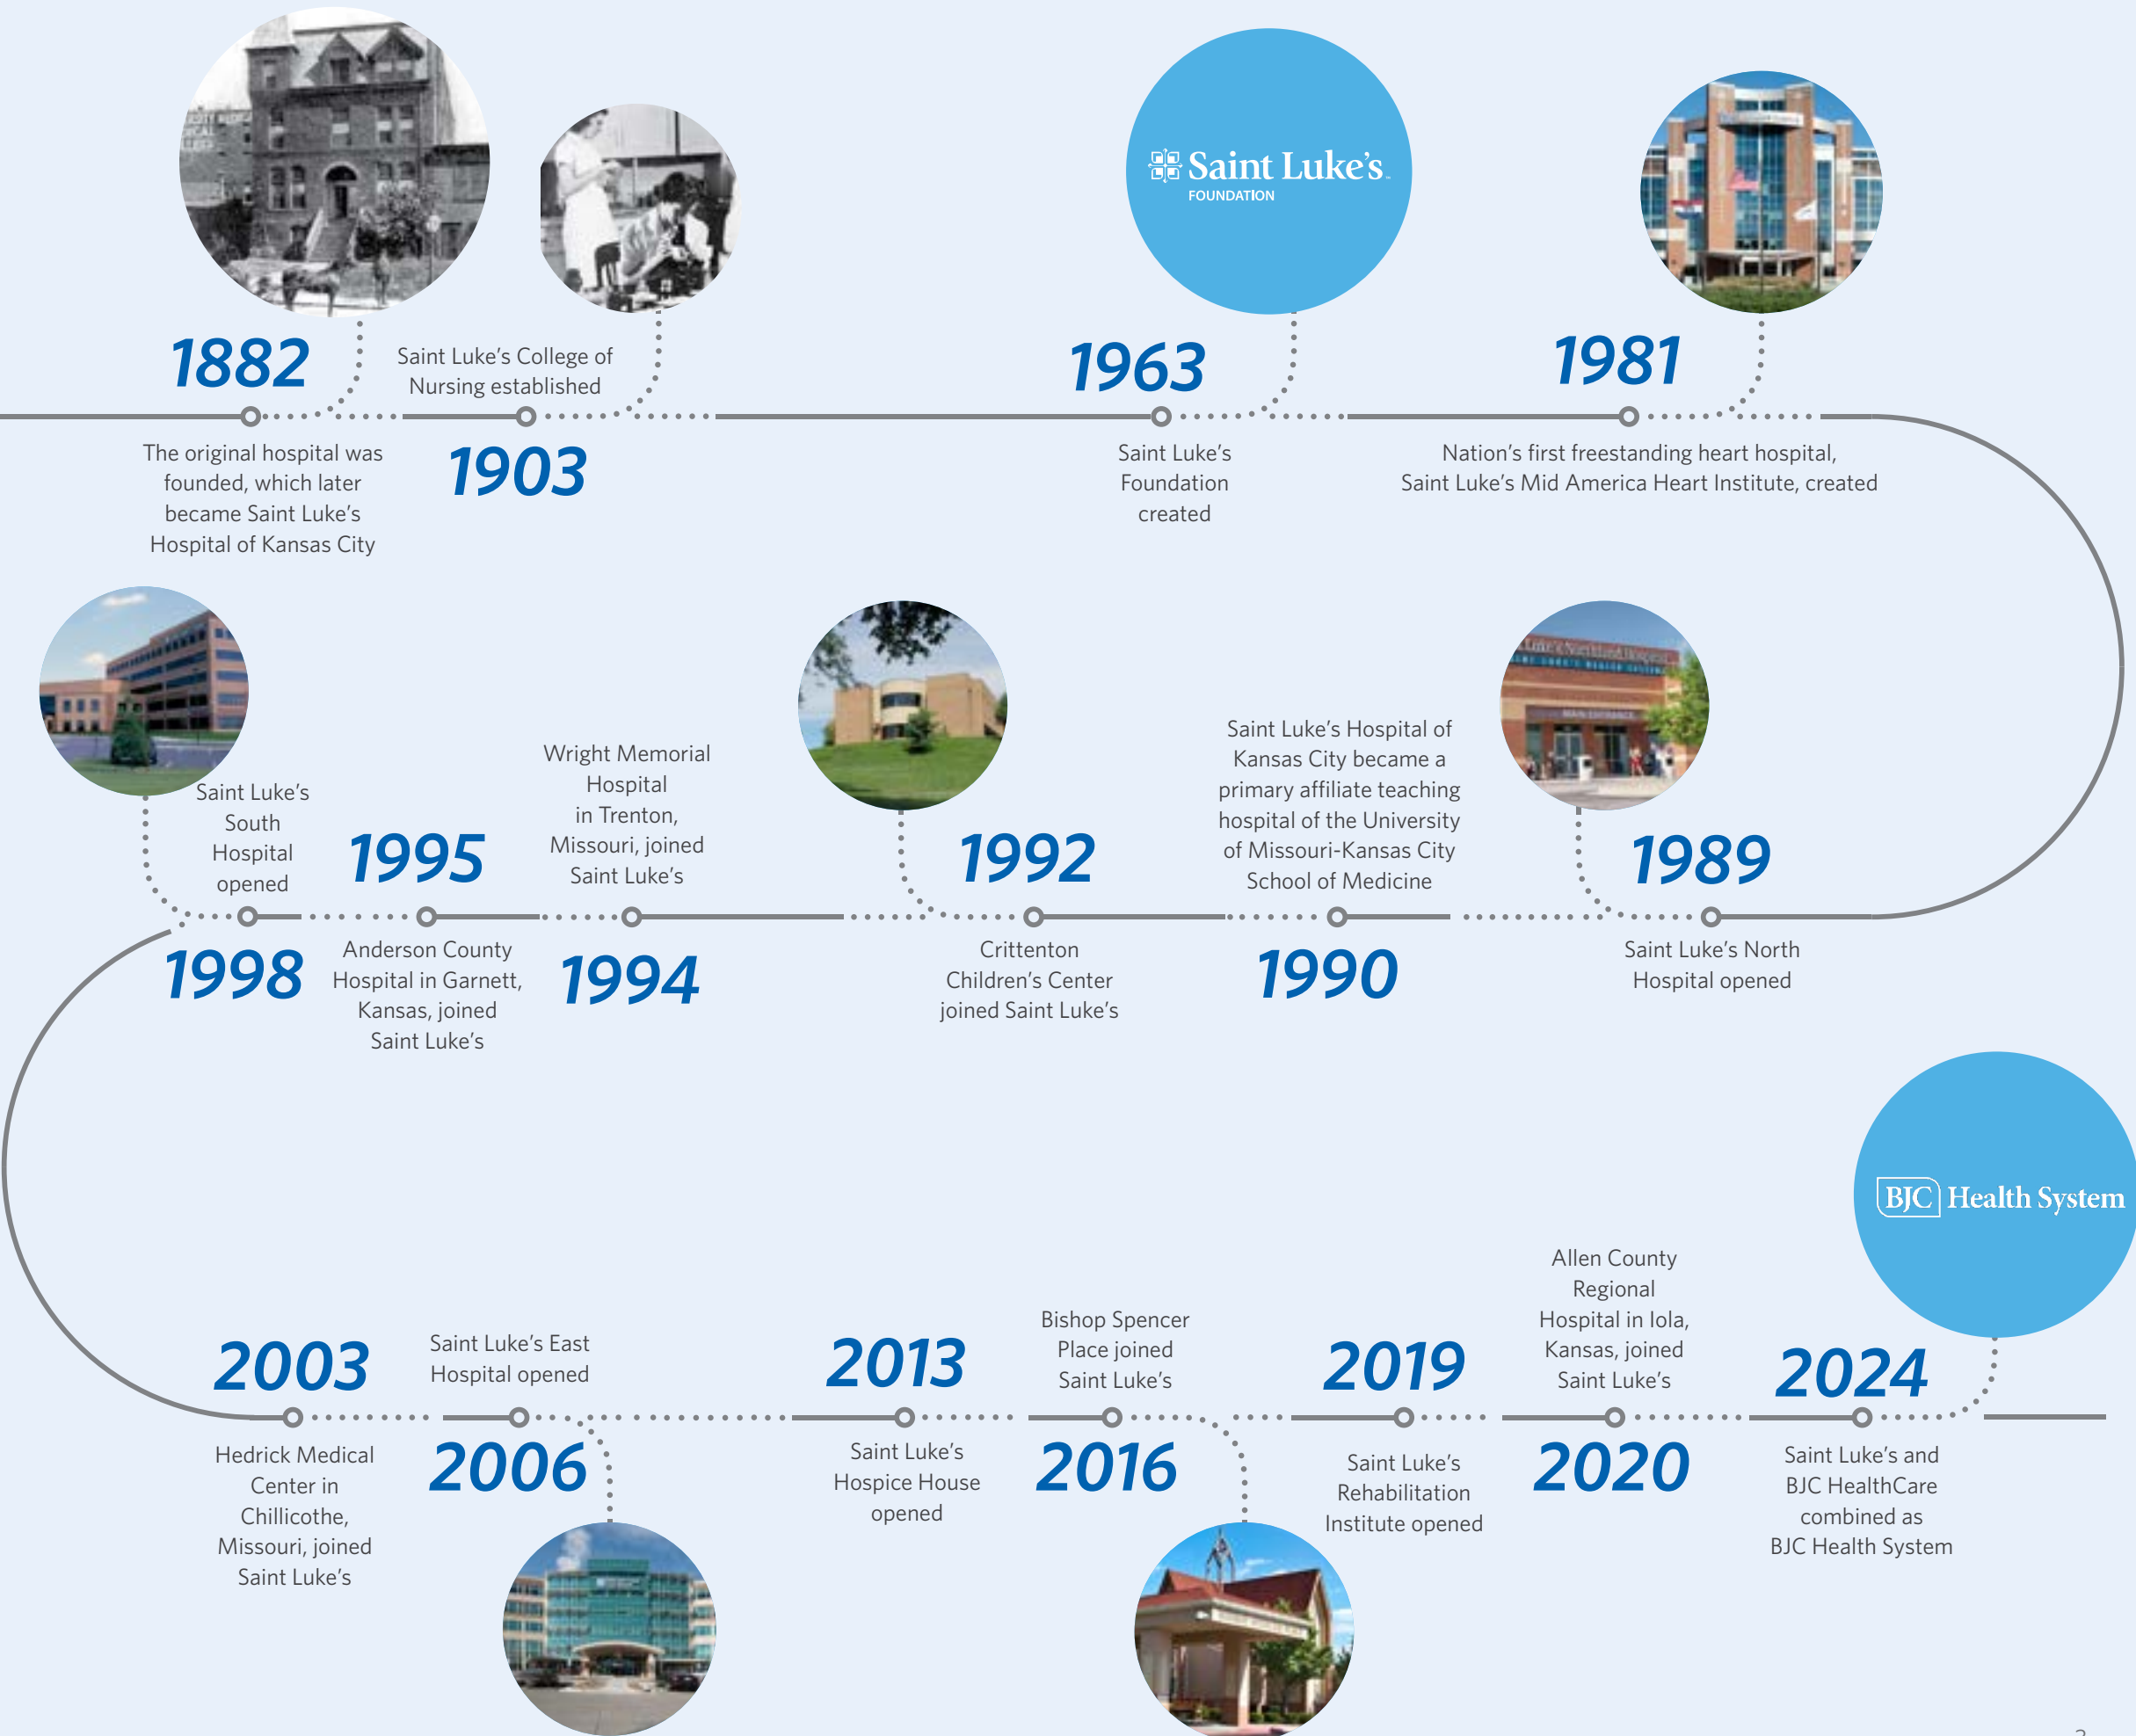 Saint Luke's
FOUNDATION
1882
The original hospital was
founded, which later
became Saint Luke's
Hospital of Kansas City
Saint Luke's College of
Nursing established
1903
1963
Saint Luke's
Foundation
created
1981
Nation's first freestanding heart hospital,
Saint Luke's Mid America Heart Institute, created
Luke's Northland Hospital
MAIN ENTRANCE
1989
Saint Luke's North
Hospital opened
Saint Luke's Hospital of
Kansas City became a
primary affiliate teaching
hospital of the University
of Missouri-Kansas City
School of Medicine
1990
1992
Crittenton
Children's Center
joined Saint Luke's
Wright Memorial
Hospital
in Trenton,
Missouri, joined
Saint Luke's
1994
1995
Anderson County
Hospital in Garnett,
Kansas, joined
Saint Luke's
Saint Luke's
South
Hospital
opened
1998
2003
Hedrick Medical
Center in
Chillicothe,
Missouri, joined
Saint Luke's
Saint Luke's East
Hospital opened
2006
2013
Saint Luke's
Hospice House
opened
Bishop Spencer
Place joined
Saint Luke's
2016
2019
Saint Luke's
Rehabilitation
Institute opened
Allen County
Regional
Hospital in Iola,
Kansas, joined
Saint Luke's
2020
BJC Health System
2024
Saint Luke's and
BJC HealthCare
combined as
BJC Health System